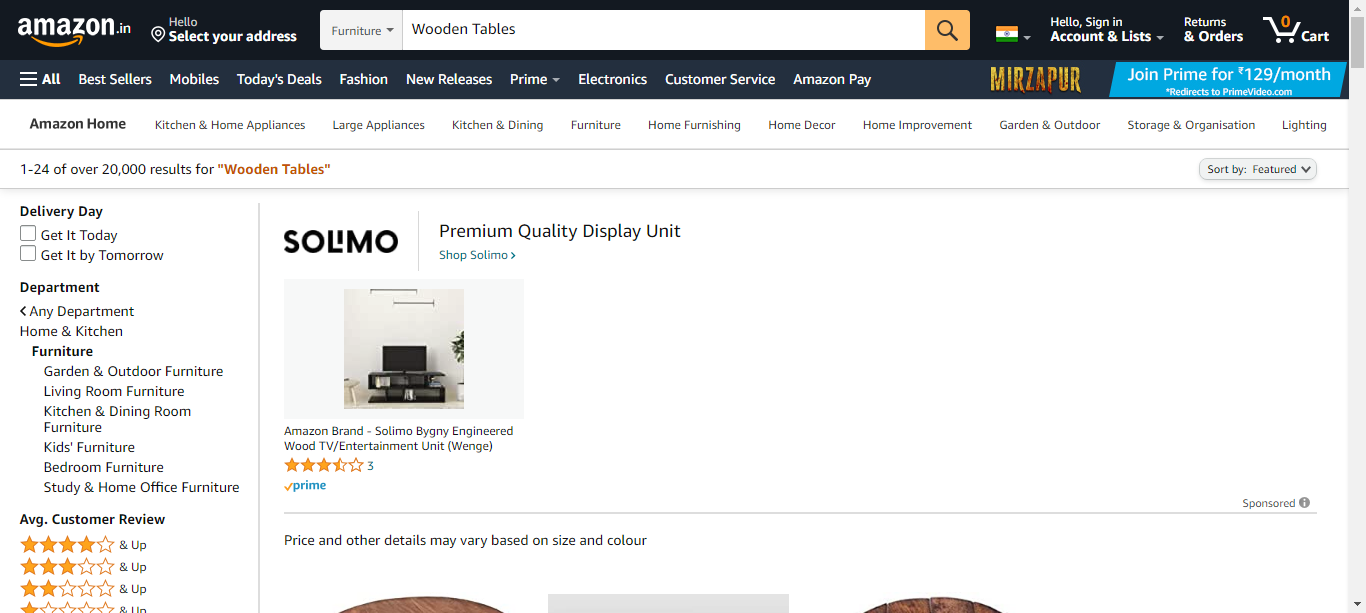 amazon.in
Hello
Select your address
Furniture
Wooden Tables
Hello, Sign in
Account & Lists
Returns
& Orders
0
Cart
All
Best Sellers
Mobiles
Today's Deals
Fashion
New Releases
Prime
Electronics
Customer Service
Amazon Pay
MIRZAPUR
Join Prime for ₹129/month
*Redirects to PrimeVideo.com
Amazon Home
Kitchen & Home Appliances
Large Appliances
Kitchen & Dining
Furniture
Home Furnishing
Home Decor
Home Improvement
Garden & Outdoor
Storage & Organisation
Lighting
1-24 of over 20,000 results for "Wooden Tables"
Sort by: Featured
Delivery Day
Get It Today
Get It by Tomorrow
Department
Any Department
Home & Kitchen
Furniture
Garden & Outdoor Furniture
Living Room Furniture
Kitchen & Dining Room
Furniture
Kids' Furniture
Bedroom Furniture
Study & Home Office Furniture
Avg. Customer Review
& Up
& Up
& Up
& Up
SOLIMO
Premium Quality Display Unit
Shop Solimo ›
Amazon Brand - Solimo Bygny Engineered
Wood TV/Entertainment Unit (Wenge)
3
prime
Sponsored
Price and other details may vary based on size and colour